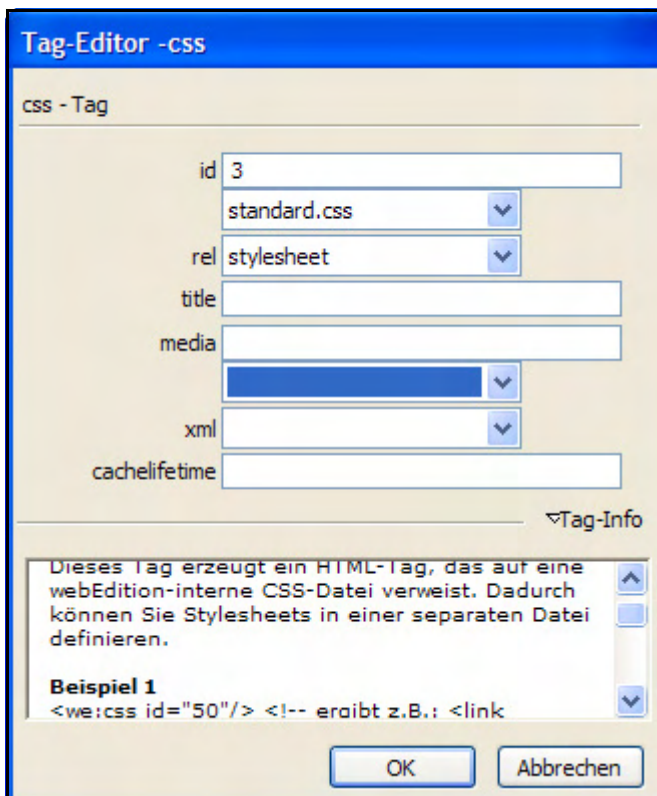 Tag-Editor -css
css - Tag
id 3
standard.css
rel stylesheet
title
media
xml
cachelifetime
Tag-Info
Dieses Tag erzeugt ein HTML-Tag, das auf eine
webEdition-interne CSS-Datei verweist. Dadurch
können Sie Stylesheets in einer separaten Datei
definieren.
Beispiel 1
<we:css id="50"/> <!-- ergibt z.B.: <link
OK Abbrechen